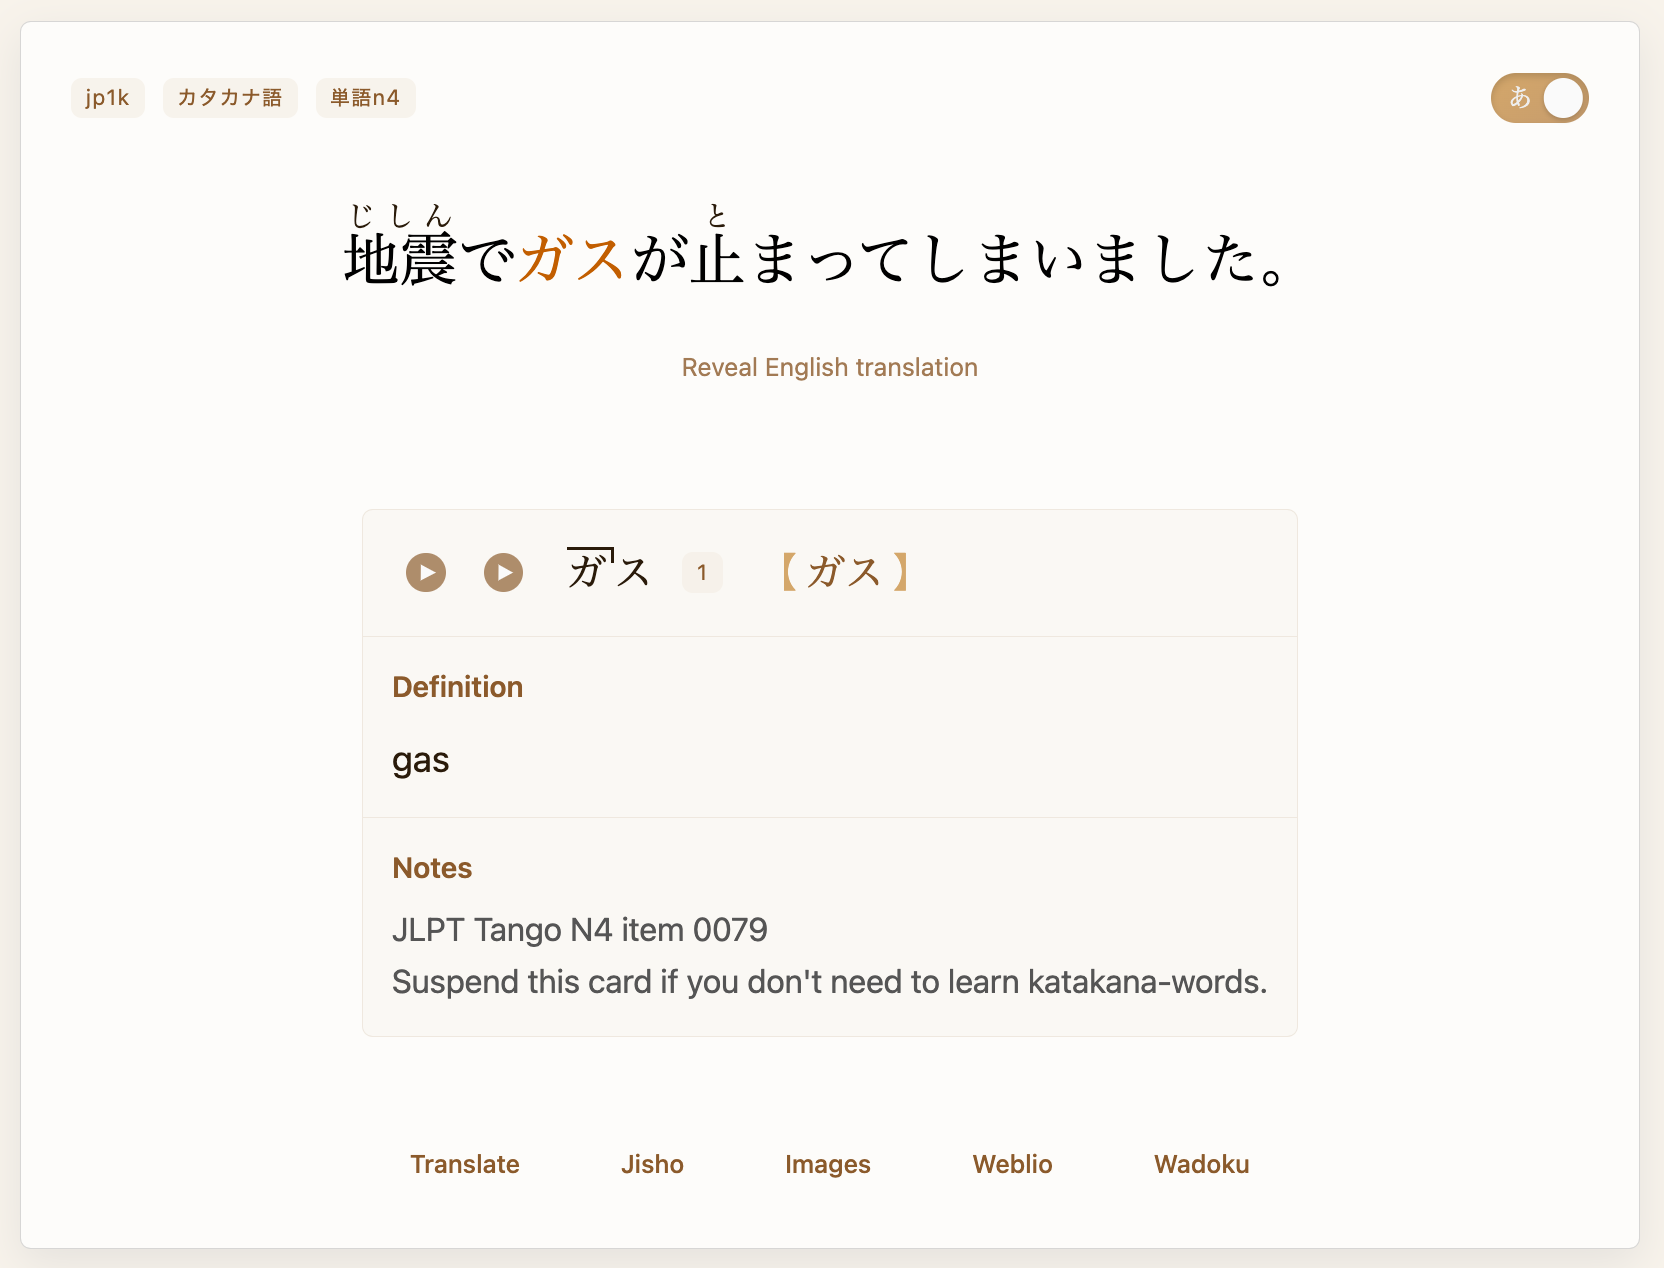 jp1k カタカナ語 単語n4 あ
じしん と
地震でガスが止まってしまいました。
Reveal English translation
ガス 1 【ガス】
Definition
gas
Notes
JLPT Tango N4 item 0079
Suspend this card if you don't need to learn katakana-words.
Translate Jisho Images Weblio Wadoku